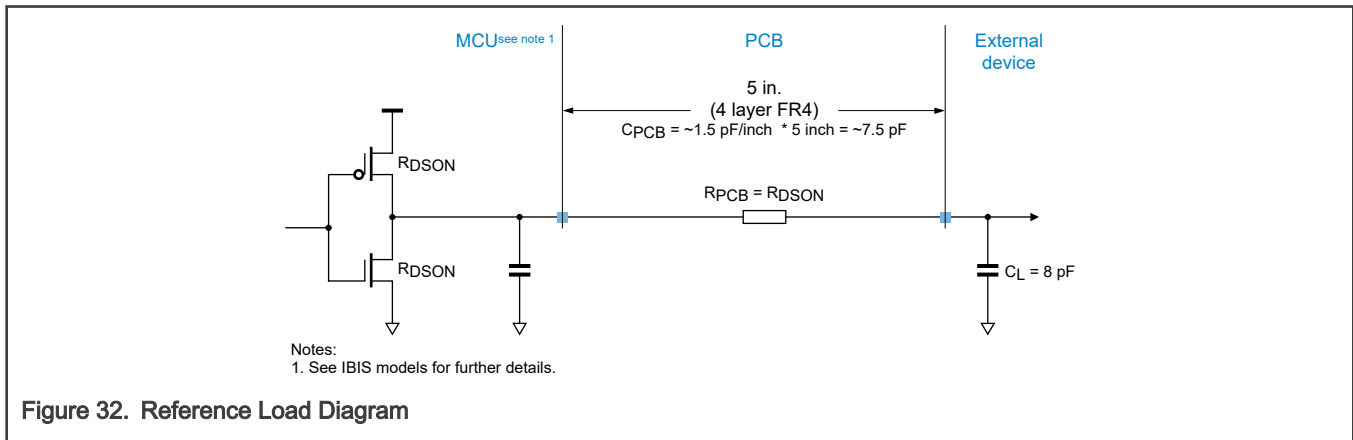 MCU see note 1
PCB
External
device
5 in.
(4 layer FR4)
CPCB = ~1.5 pF/inch * 5 inch = ~7.5 pF
RDSON
RPCB = RDSON
RDSON
CL = 8 pF
Notes:
1. See IBIS models for further details.
Figure 32. Reference Load Diagram